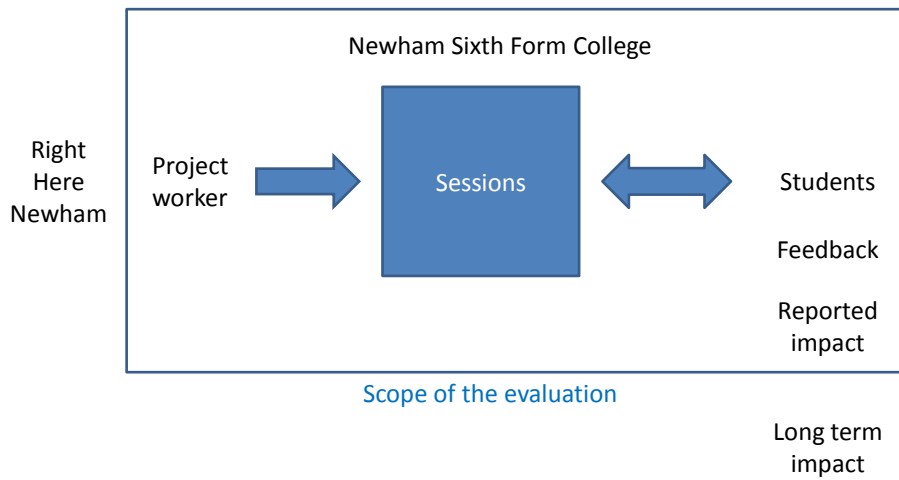 Newham Sixth Form College
Right
Here
Newham
Project
worker
Sessions
Students
Feedback
Reported
impact
Scope of the evaluation
Long term
impact